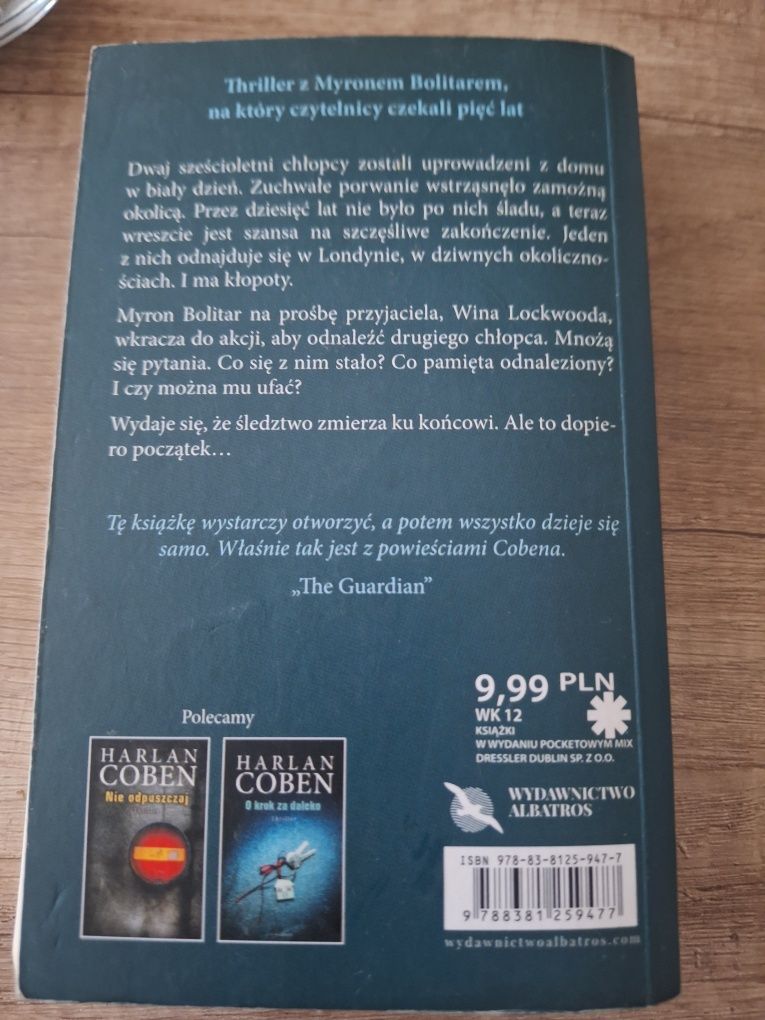 Thriller z Myronem Bolitarem,
na który czytelnicy czekali pięć lat
Dwaj sześcioletni chłopcy zostali uprowadzeni z domu
w biały dzień. Zuchwałe porwanie wstrząsnęło zamożną
okolicą. Przez dziesięć lat nie było po nich śladu, a teraz
wreszcie jest szansa na szczęśliwe zakończenie. Jeden
z nich odnajduje się w Londynie, w dziwnych okoliczno-
ściach. I ma kłopoty.
Myron Bolitar na prośbę przyjaciela, Wina Lockwooda,
wkracza do akcji, aby odnaleźć drugiego chłopca. Mnożą
się pytania. Co się z nim stało? Co pamięta odnaleziony?
I czy można mu ufać?
Wydaje się, że śledztwo zmierza ku końcowi. Ale to dopie-
ro początek…
Tę książkę wystarczy otworzyć, a potem wszystko dzieje się
samo. Właśnie tak jest z powieściami Cobena.
„The Guardian”
Polecamy
HARLAN
COBEN
Nie odpuszczaj
HARLAN
COBEN
O krok za daleko
thriller
9,99 PLN
WK 12
KSIĄŻKI
W WYDANIU POCKETOWYM MIX
DRESSLER DUBLIN SP. Z O.O.
WYDAWNICTWO
ALBATROS
ISBN 978-83-8125-947-7
9 788381 259477
wydawnictwoalbatros.com